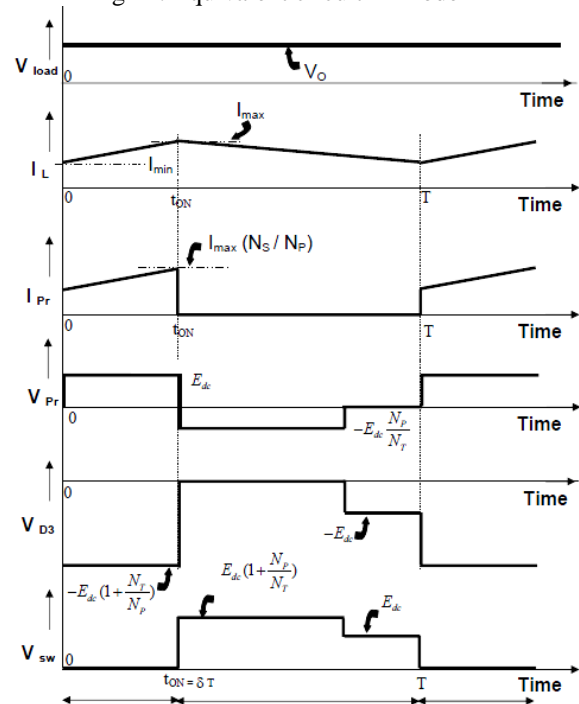 V load
0
V_O
Time
I_max
I_L
I_min
0
t_ON
T
Time
I_max (N_S / N_P)
I_Pr
0
t_ON
T
Time
E_dc
V_Pr
0
-E_dc N_P/N_T
0
Time
V_D3
-E_dc
-E_dc(1+N_T/N_P)
E_dc(1+N_P/N_T)
E_dc
V_sw
0
t_ON = δ T
T
Time